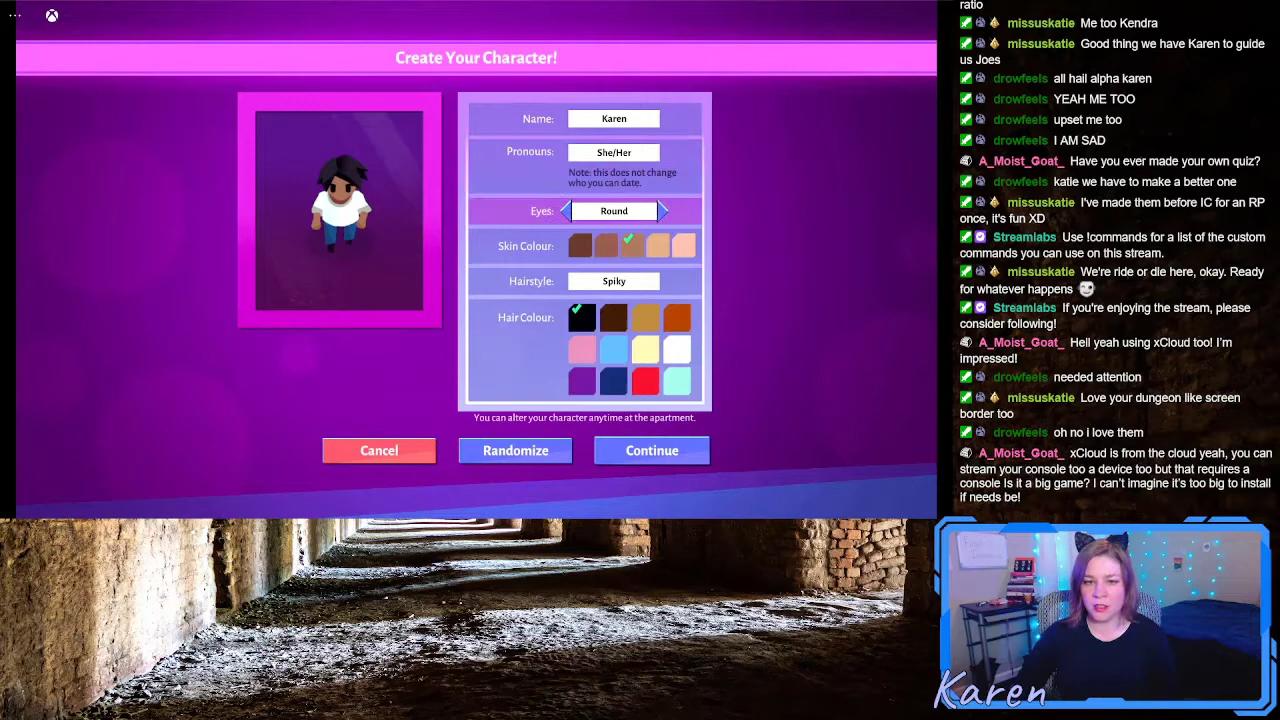 Create Your Character!
Name: Karen
Pronouns: She/Her
Note: this does not change
who you can date.
Eyes: Round
Skin Colour:
Hairstyle: Spiky
Hair Colour:
You can alter your character anytime at the apartment.
Cancel Randomize Continue
ratio
missuskatie Me too Kendra
missuskatie Good thing we have Karen to guide
us Joes
drowfeels all hail alpha karen
drowfeels YEAH ME TOO
drowfeels upset me too
drowfeels I AM SAD
A_Moist_Goat_ Have you ever made your own quiz?
drowfeels katie we have to make a better one
missuskatie I've made them before IC for an RP
once, it's fun XD
Streamlabs Use !commands for a list of the custom
commands you can use on this stream.
missuskatie We're ride or die here, okay. Ready
for whatever happens
Streamlabs If you're enjoying the stream, please
consider following!
A_Moist_Goat_ Hell yeah using xCloud too! I'm
impressed!
drowfeels needed attention
missuskatie Love your dungeon like screen
border too
drowfeels oh no i love them
A_Moist_Goat_ xCloud is from the cloud yeah, you can
stream your console too a device too but that requires a
console Is it a big game? I can't imagine it's too big to install
if needs be!
Karen